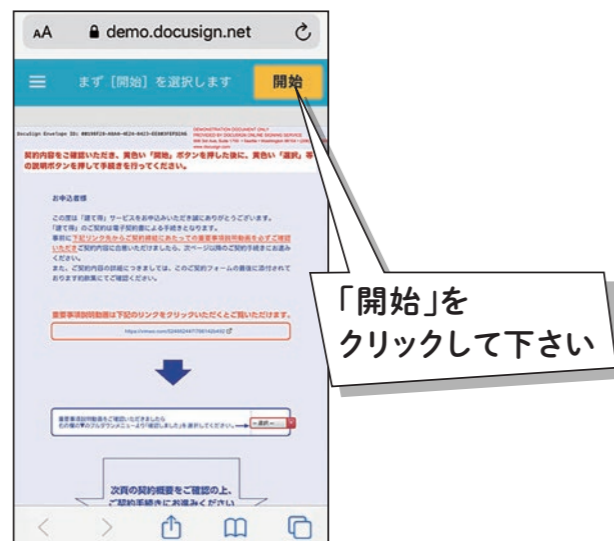 AA demo.docusign.net
まず［開始］を選択します 開始
DEMONSTRATION DOCUMENT ONLY
PROVIDED BY DOCUSIGN ONLINE SIGNING SERVICE
www.docusign.com
契約内容をご確認いただき、黄色い「開始」ボタンを押した後に、黄色い「選択」等
の説明ボタンを押して手続きを行ってください。
お申込者様
この度は「建て得」サービスをお申込みいただき誠にありがとうございます。
「建て得」のご契約は電子契約書による手続きとなります。
事前に下記リンク先からご契約締結にあたっての重要事項説明動画を必ずご確認
いただきご契約内容に合意いただけましたら、次ページ以降のご契約手続きにお進み
ください。
また、ご契約内容の詳細につきましては、このご契約フォームの最後に添付されて
おります約款集にてご確認ください。
重要事項説明動画は下記のリンクをクリックいただくとご覧いただけます。
重要事項説明動画をご確認いただきましたら
右の欄の▼のプルダウンメニューより「確認しました」を選択してください。
-- 選択 --
次頁の契約概要をご確認の上、
ご契約手続きにお進みください
「開始」を
クリックして下さい